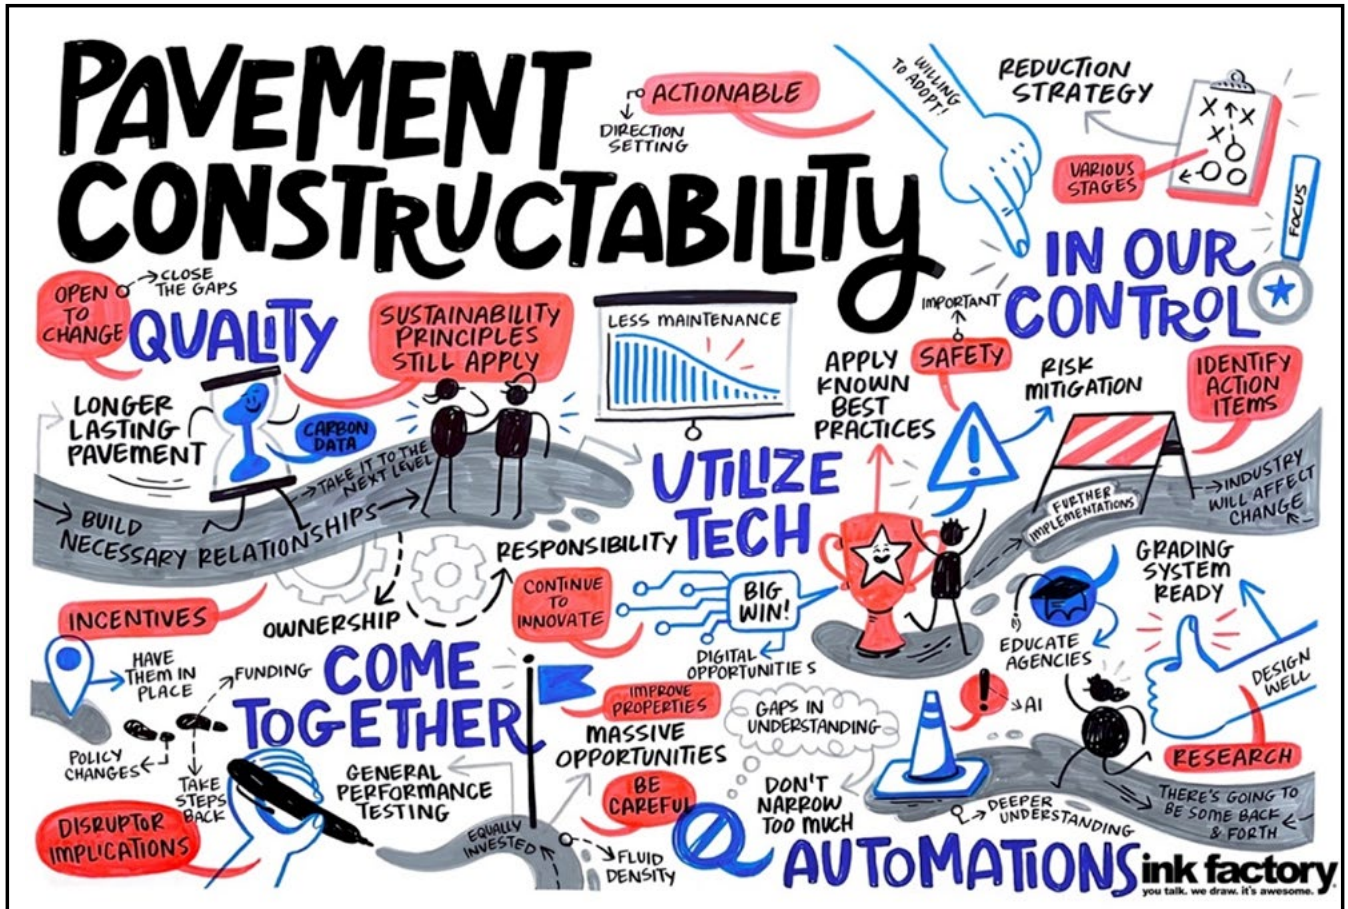 PAVEMENT
CONSTRUCTABILITY
ACTIONABLE
DIRECTION
SETTING
WILLING
TO ADOPT!
REDUCTION
STRATEGY
VARIOUS
STAGES
X X
X
FOCUS
IN OUR
CONTROL
OPEN
TO
CHANGE
CLOSE
THE GAPS
QUALITY
SUSTAINABILITY
PRINCIPLES
STILL APPLY
LESS MAINTENANCE
LONGER
LASTING
PAVEMENT
CARBON
DATA
TAKE IT TO THE
NEXT LEVEL
BUILD
NECESSARY RELATIONSHIPS
APPLY
KNOWN
BEST
PRACTICES
IMPORTANT
SAFETY
RISK
MITIGATION
!
IDENTIFY
ACTION
ITEMS
INDUSTRY
WILL AFFECT
CHANGE
FURTHER
IMPLEMENTATIONS
UTILIZE
TECH
RESPONSIBILITY
OWNERSHIP
CONTINUE
TO
INNOVATE
BIG
WIN!
DIGITAL
OPPORTUNITIES
EDUCATE
AGENCIES
GRADING
SYSTEM
READY
DESIGN
WELL
INCENTIVES
HAVE
THEM IN
PLACE
FUNDING
POLICY
CHANGES
TAKE
STEPS
BACK
COME
TOGETHER
DISRUPTOR
IMPLICATIONS
GENERAL
PERFORMANCE
TESTING
IMPROVE
PROPERTIES
MASSIVE
OPPORTUNITIES
BE
CAREFUL
EQUALLY
INVESTED
FLUID
DENSITY
GAPS IN
UNDERSTANDING
DON'T
NARROW
TOO MUCH
!
AI
DEEPER
UNDERSTANDING
RESEARCH
THERE'S GOING TO
BE SOME BACK
& FORTH
AUTOMATIONS
ink factory
you talk. we draw. it's awesome.